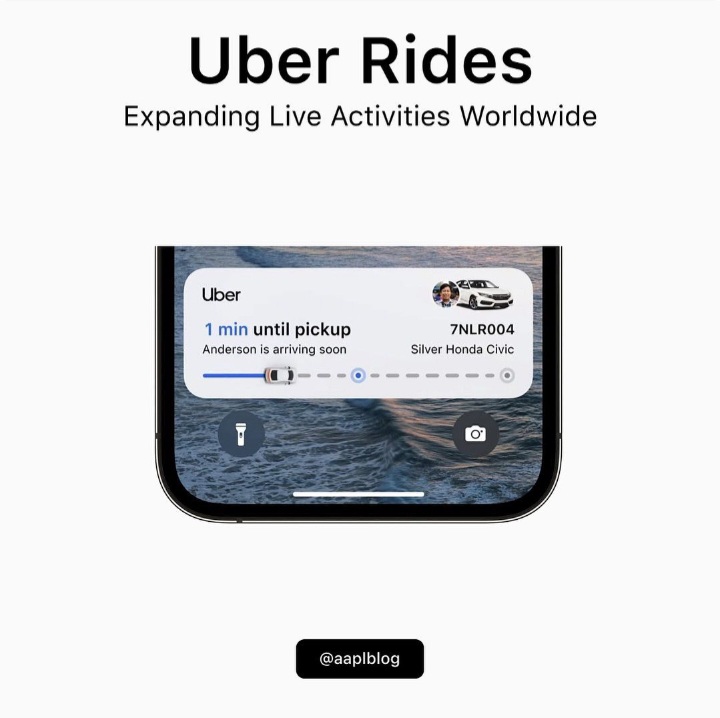 Uber Rides
Expanding Live Activities Worldwide
Uber
1 min until pickup
7NLR004
Anderson is arriving soon
Silver Honda Civic
@aaplblog